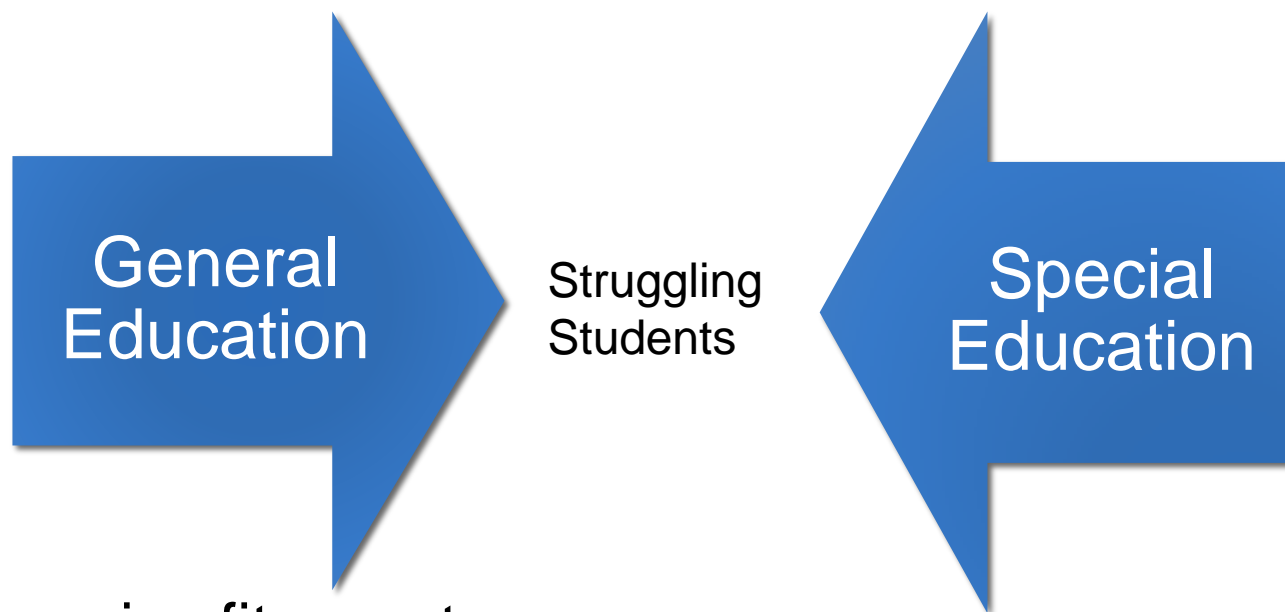 General
Education
Struggling
Students
Special
Education